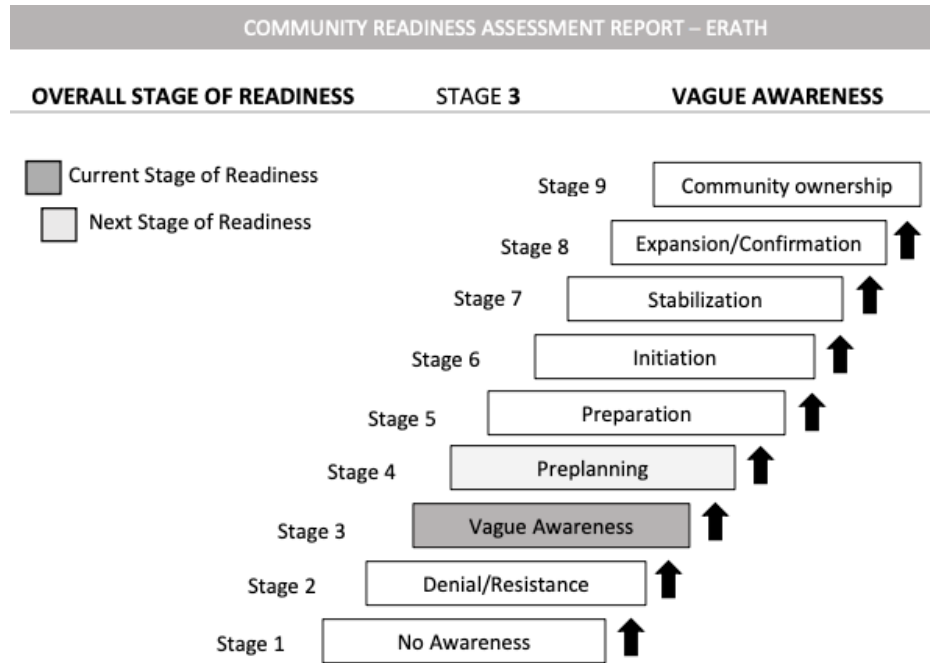 COMMUNITY READINESS ASSESSMENT REPORT – ERATH
OVERALL STAGE OF READINESS STAGE 3 VAGUE AWARENESS
Current Stage of Readiness
Next Stage of Readiness
Stage 9 Community ownership
Stage 8 Expansion/Confirmation
Stage 7 Stabilization
Stage 6 Initiation
Stage 5 Preparation
Stage 4 Preplanning
Stage 3 Vague Awareness
Stage 2 Denial/Resistance
Stage 1 No Awareness